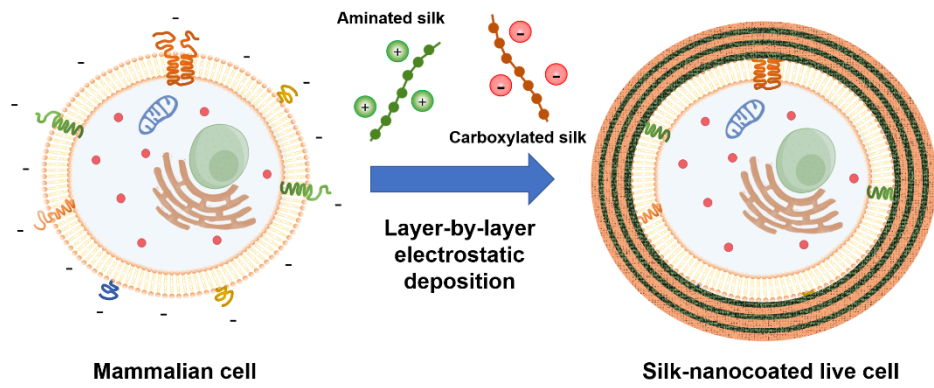 Aminated silk
+
+
+
-
-
-
Carboxylated silk
Layer-by-layer
electrostatic
deposition
Mammalian cell
Silk-nanocoated live cell